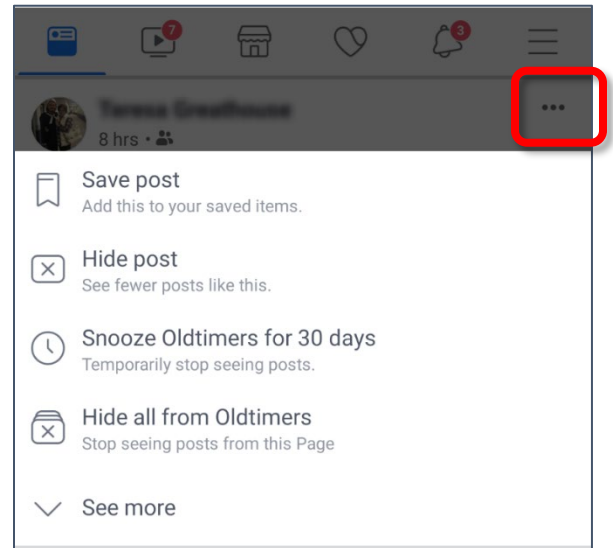 7
3
8 hrs •
•••
Save post
Add this to your saved items.
Hide post
See fewer posts like this.
Snooze Oldtimers for 30 days
Temporarily stop seeing posts.
Hide all from Oldtimers
Stop seeing posts from this Page
See more